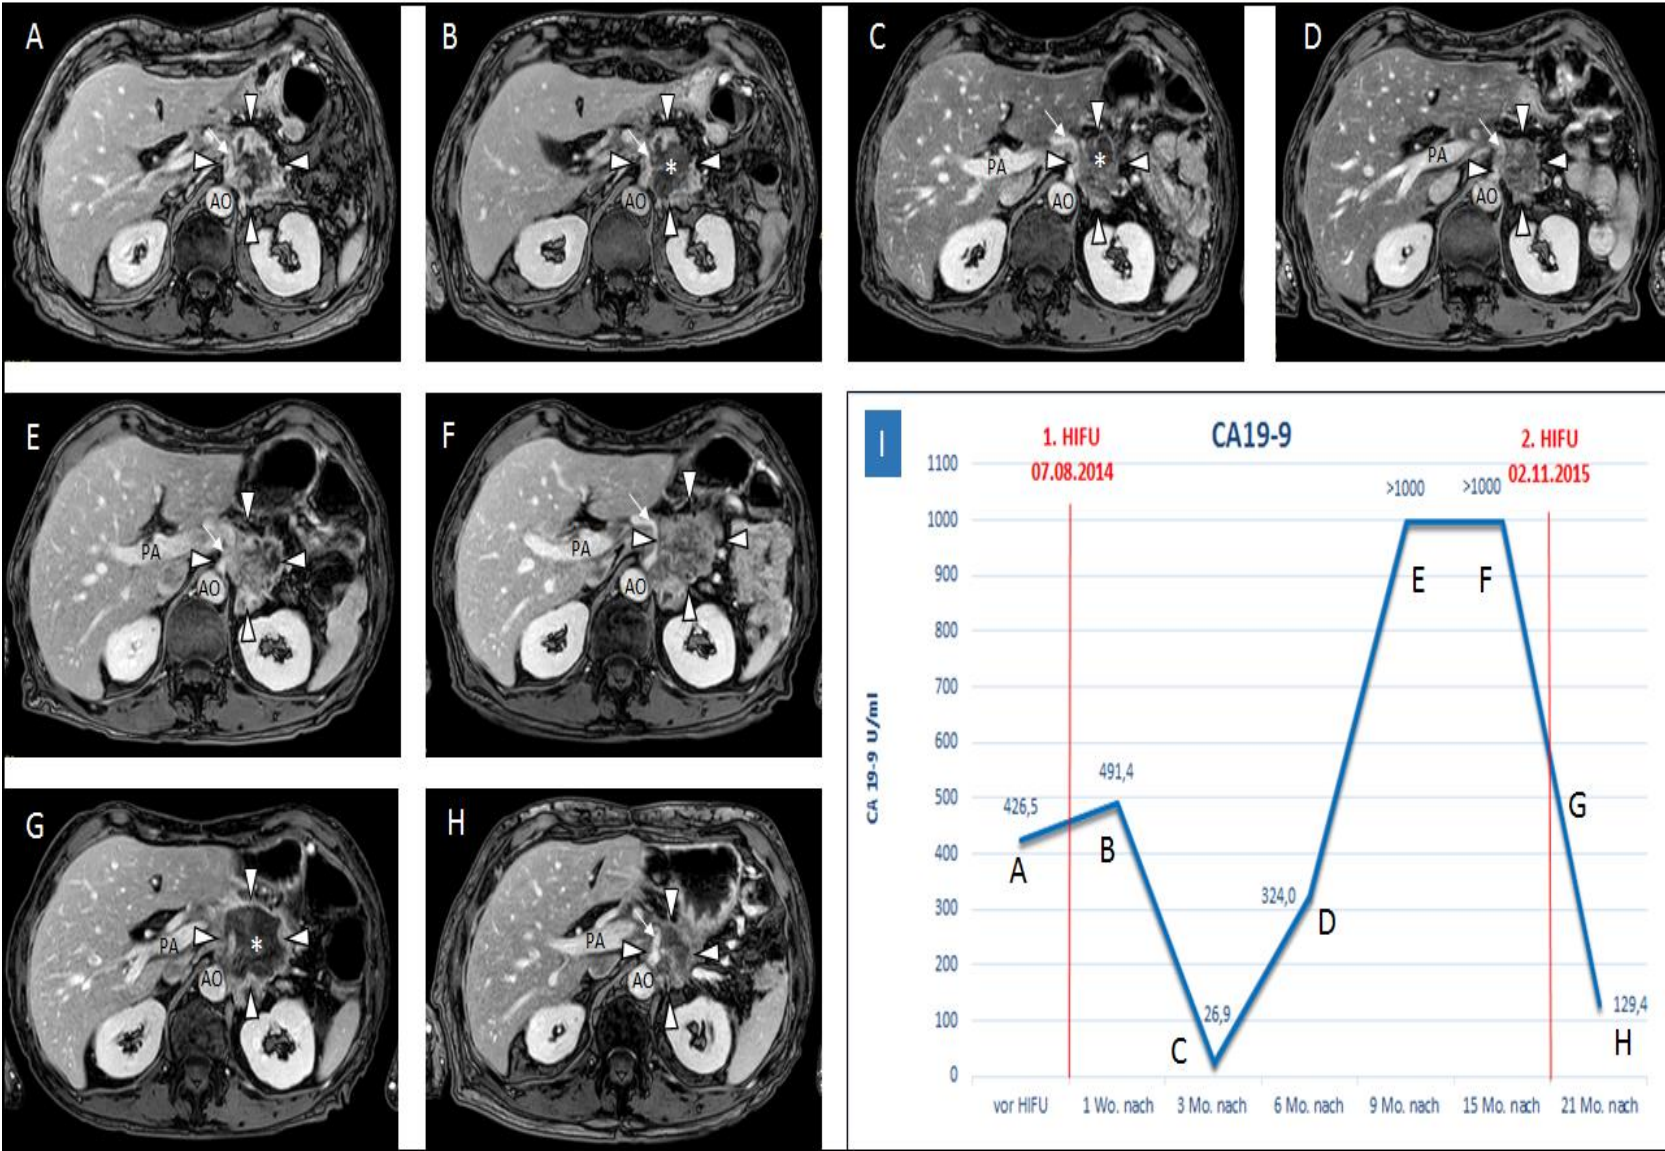 A
AO
B
*
AO
C
PA
*
AO
D
PA
AO
E
PA
AO
F
PA
AO
G
PA
*
AO
H
PA
AO
I
CA19-9
1. HIFU
07.08.2014
2. HIFU
02.11.2015
CA 19-9 U/ml
1100
1000
900
800
700
600
500
400
300
200
100
0
426,5
A
491,4
B
26,9
C
324,0
D
>1000
E
>1000
F
G
129,4
H
vor HIFU
1 Wo. nach
3 Mo. nach
6 Mo. nach
9 Mo. nach
15 Mo. nach
21 Mo. nach